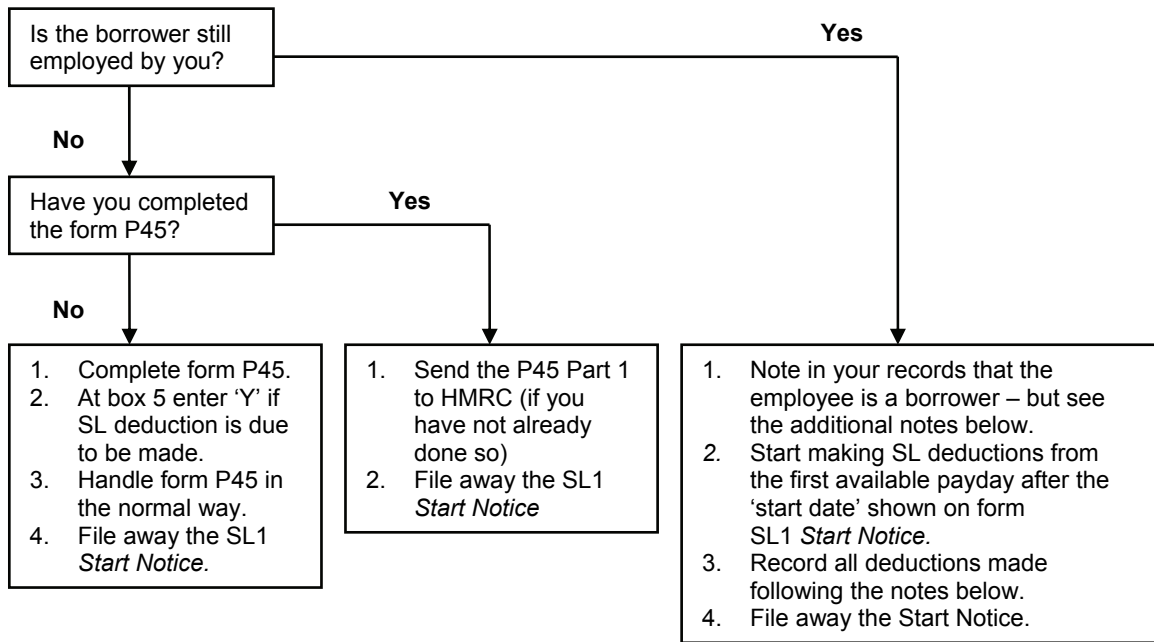 Is the borrower still
employed by you?
Yes
No
Have you completed
the form P45?
Yes
No
1. Complete form P45.
2. At box 5 enter ‘Y’ if
SL deduction is due
to be made.
3. Handle form P45 in
the normal way.
4. File away the SL1
Start Notice.
1. Send the P45 Part 1
to HMRC (if you
have not already
done so)
2. File away the SL1
Start Notice
1. Note in your records that the
employee is a borrower – but see
the additional notes below.
2. Start making SL deductions from
the first available payday after the
‘start date’ shown on form
SL1 Start Notice.
3. Record all deductions made
following the notes below.
4. File away the Start Notice.